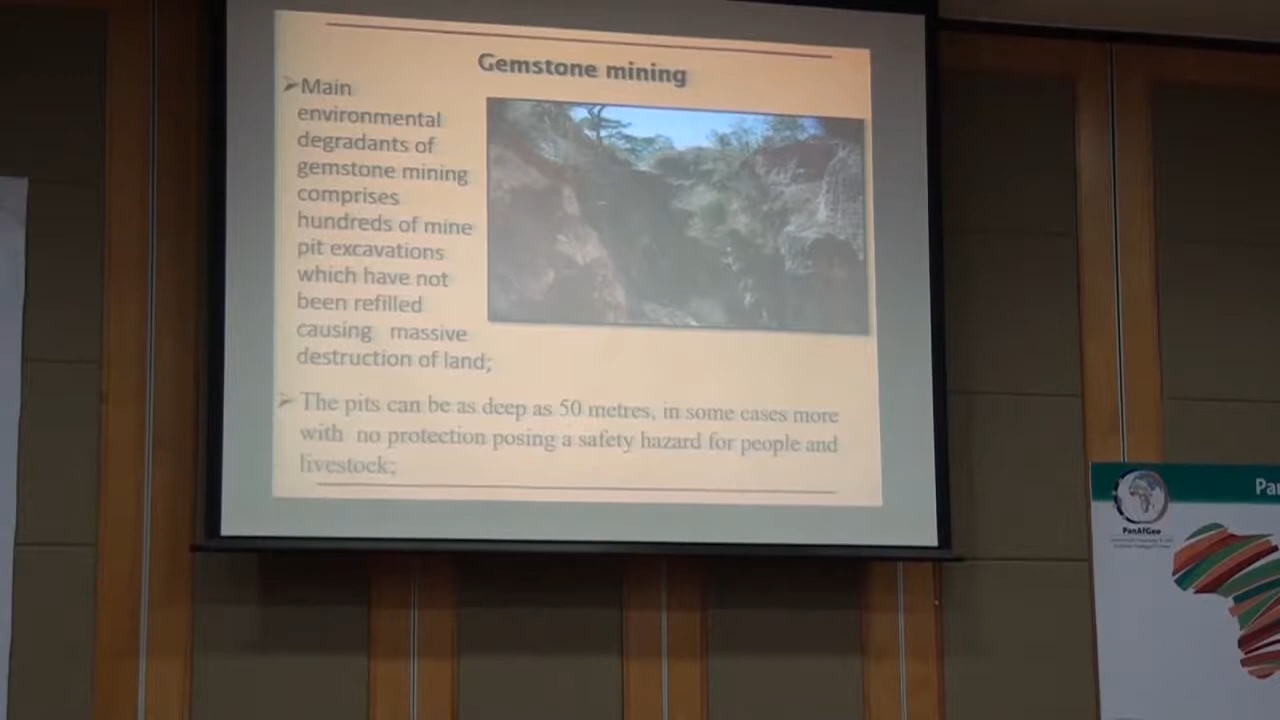 Gemstone mining
➢Main
environmental
degradants of
gemstone mining
comprises
hundreds of mine
pit excavations
which have not
been refilled
causing massive
destruction of land;
➢ The pits can be as deep as 50 metres, in some cases more
with no protection posing a safety hazard for people and
livestock;
Pa
PanAfGeo